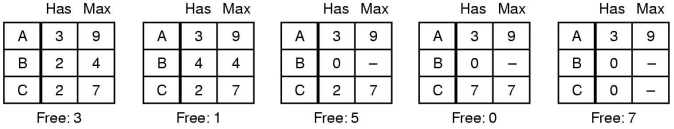 Has Max Has Max Has Max Has Max Has Max
A 3 9 A 3 9 A 3 9 A 3 9 A 3 9
B 2 4 B 4 4 B 0 – B 0 – B 0 –
C 2 7 C 2 7 C 2 7 C 7 7 C 0 –
Free: 3 Free: 1 Free: 5 Free: 0 Free: 7